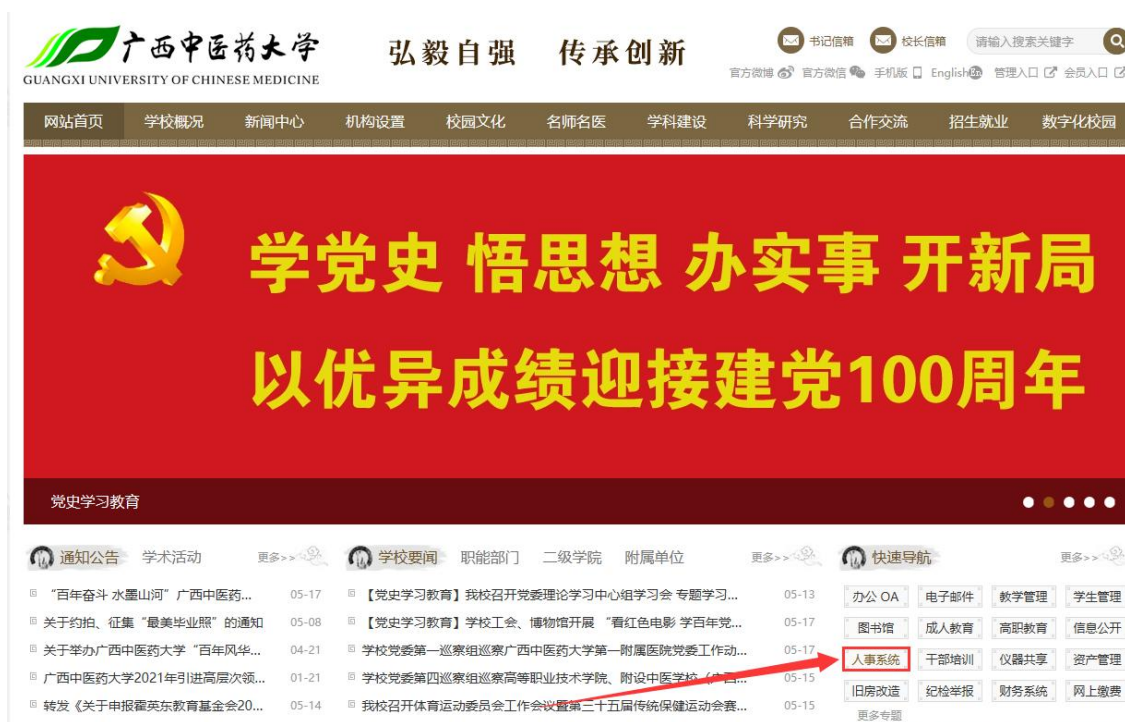 广西中医药大学
GUANGXI UNIVERSITY OF CHINESE MEDICINE
弘毅自强 传承创新
书记信箱 校长信箱 请输入搜索关键字
官方微博 官方微信 手机版 English En 管理入口 会员入口
网站首页 学校概况 新闻中心 机构设置 校园文化 名师名医 学科建设 科学研究 合作交流 招生就业 数字化校园
学党史 悟思想 办实事 开新局
以优异成绩迎接建党100周年
党史学习教育
通知公告 学术活动 更多>>
“百年奋斗 水墨山河”广西中医药... 05-17
关于约拍、征集“最美毕业照”的通知 05-08
关于举办广西中医药大学“百年风华... 04-21
广西中医药大学2021年引进高层次领... 01-21
转发《关于申报霍英东教育基金会20... 05-14
学校要闻 职能部门 二级学院 附属单位 更多>>
【党史学习教育】我校召开党委理论学习中心组学习会 专题学习... 05-13
【党史学习教育】学校工会、博物馆开展“看红色电影 学百年党... 05-17
学校党委第一巡察组巡察广西中医药大学第一附属医院党委工作动... 05-17
学校党委第四巡察组巡察高等职业技术学院、附设中医学校（广西... 05-15
我校召开体育运动委员会工作会议暨第三十五届传统保健运动会赛... 05-15
快速导航 更多>>
办公 OA 电子邮件 教学管理 学生管理
图书馆 成人教育 高职教育 信息公开
人事系统 干部培训 仪器共享 资产管理
旧房改造 纪检举报 财务系统 网上缴费
更多专题